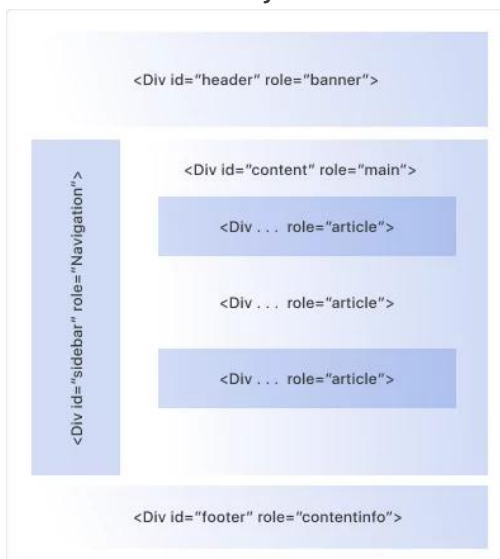 <Div id="header" role="banner">
<Div id="sidebar" role="Navigation">
<Div id="content" role="main">
<Div . . .  role="article">
<Div . . .  role="article">
<Div . . .  role="article">
<Div id="footer" role="contentinfo">